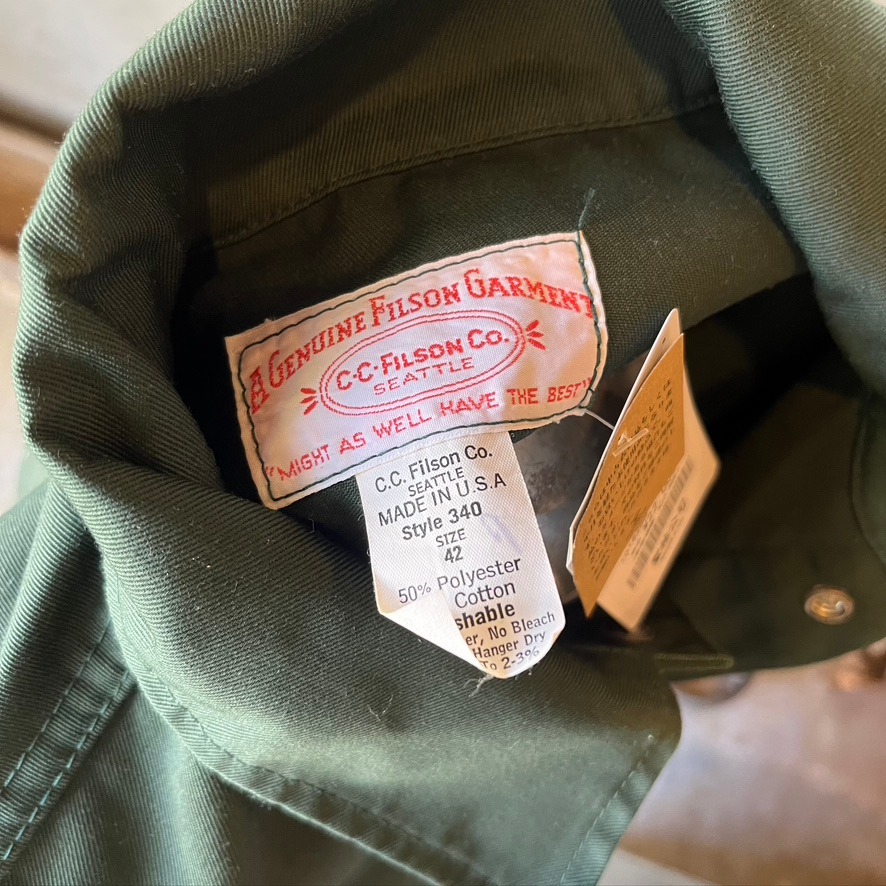 A GENUINE FILSON GARMENT
C·C·FILSON CO.
SEATTLE
"MIGHT AS WELL HAVE THE BEST"
C.C. Filson Co.
SEATTLE
MADE IN U.S.A
Style 340
SIZE
42
50% Polyester
Cotton
shable
er, No Bleach
Hanger Dry
To 2-3%